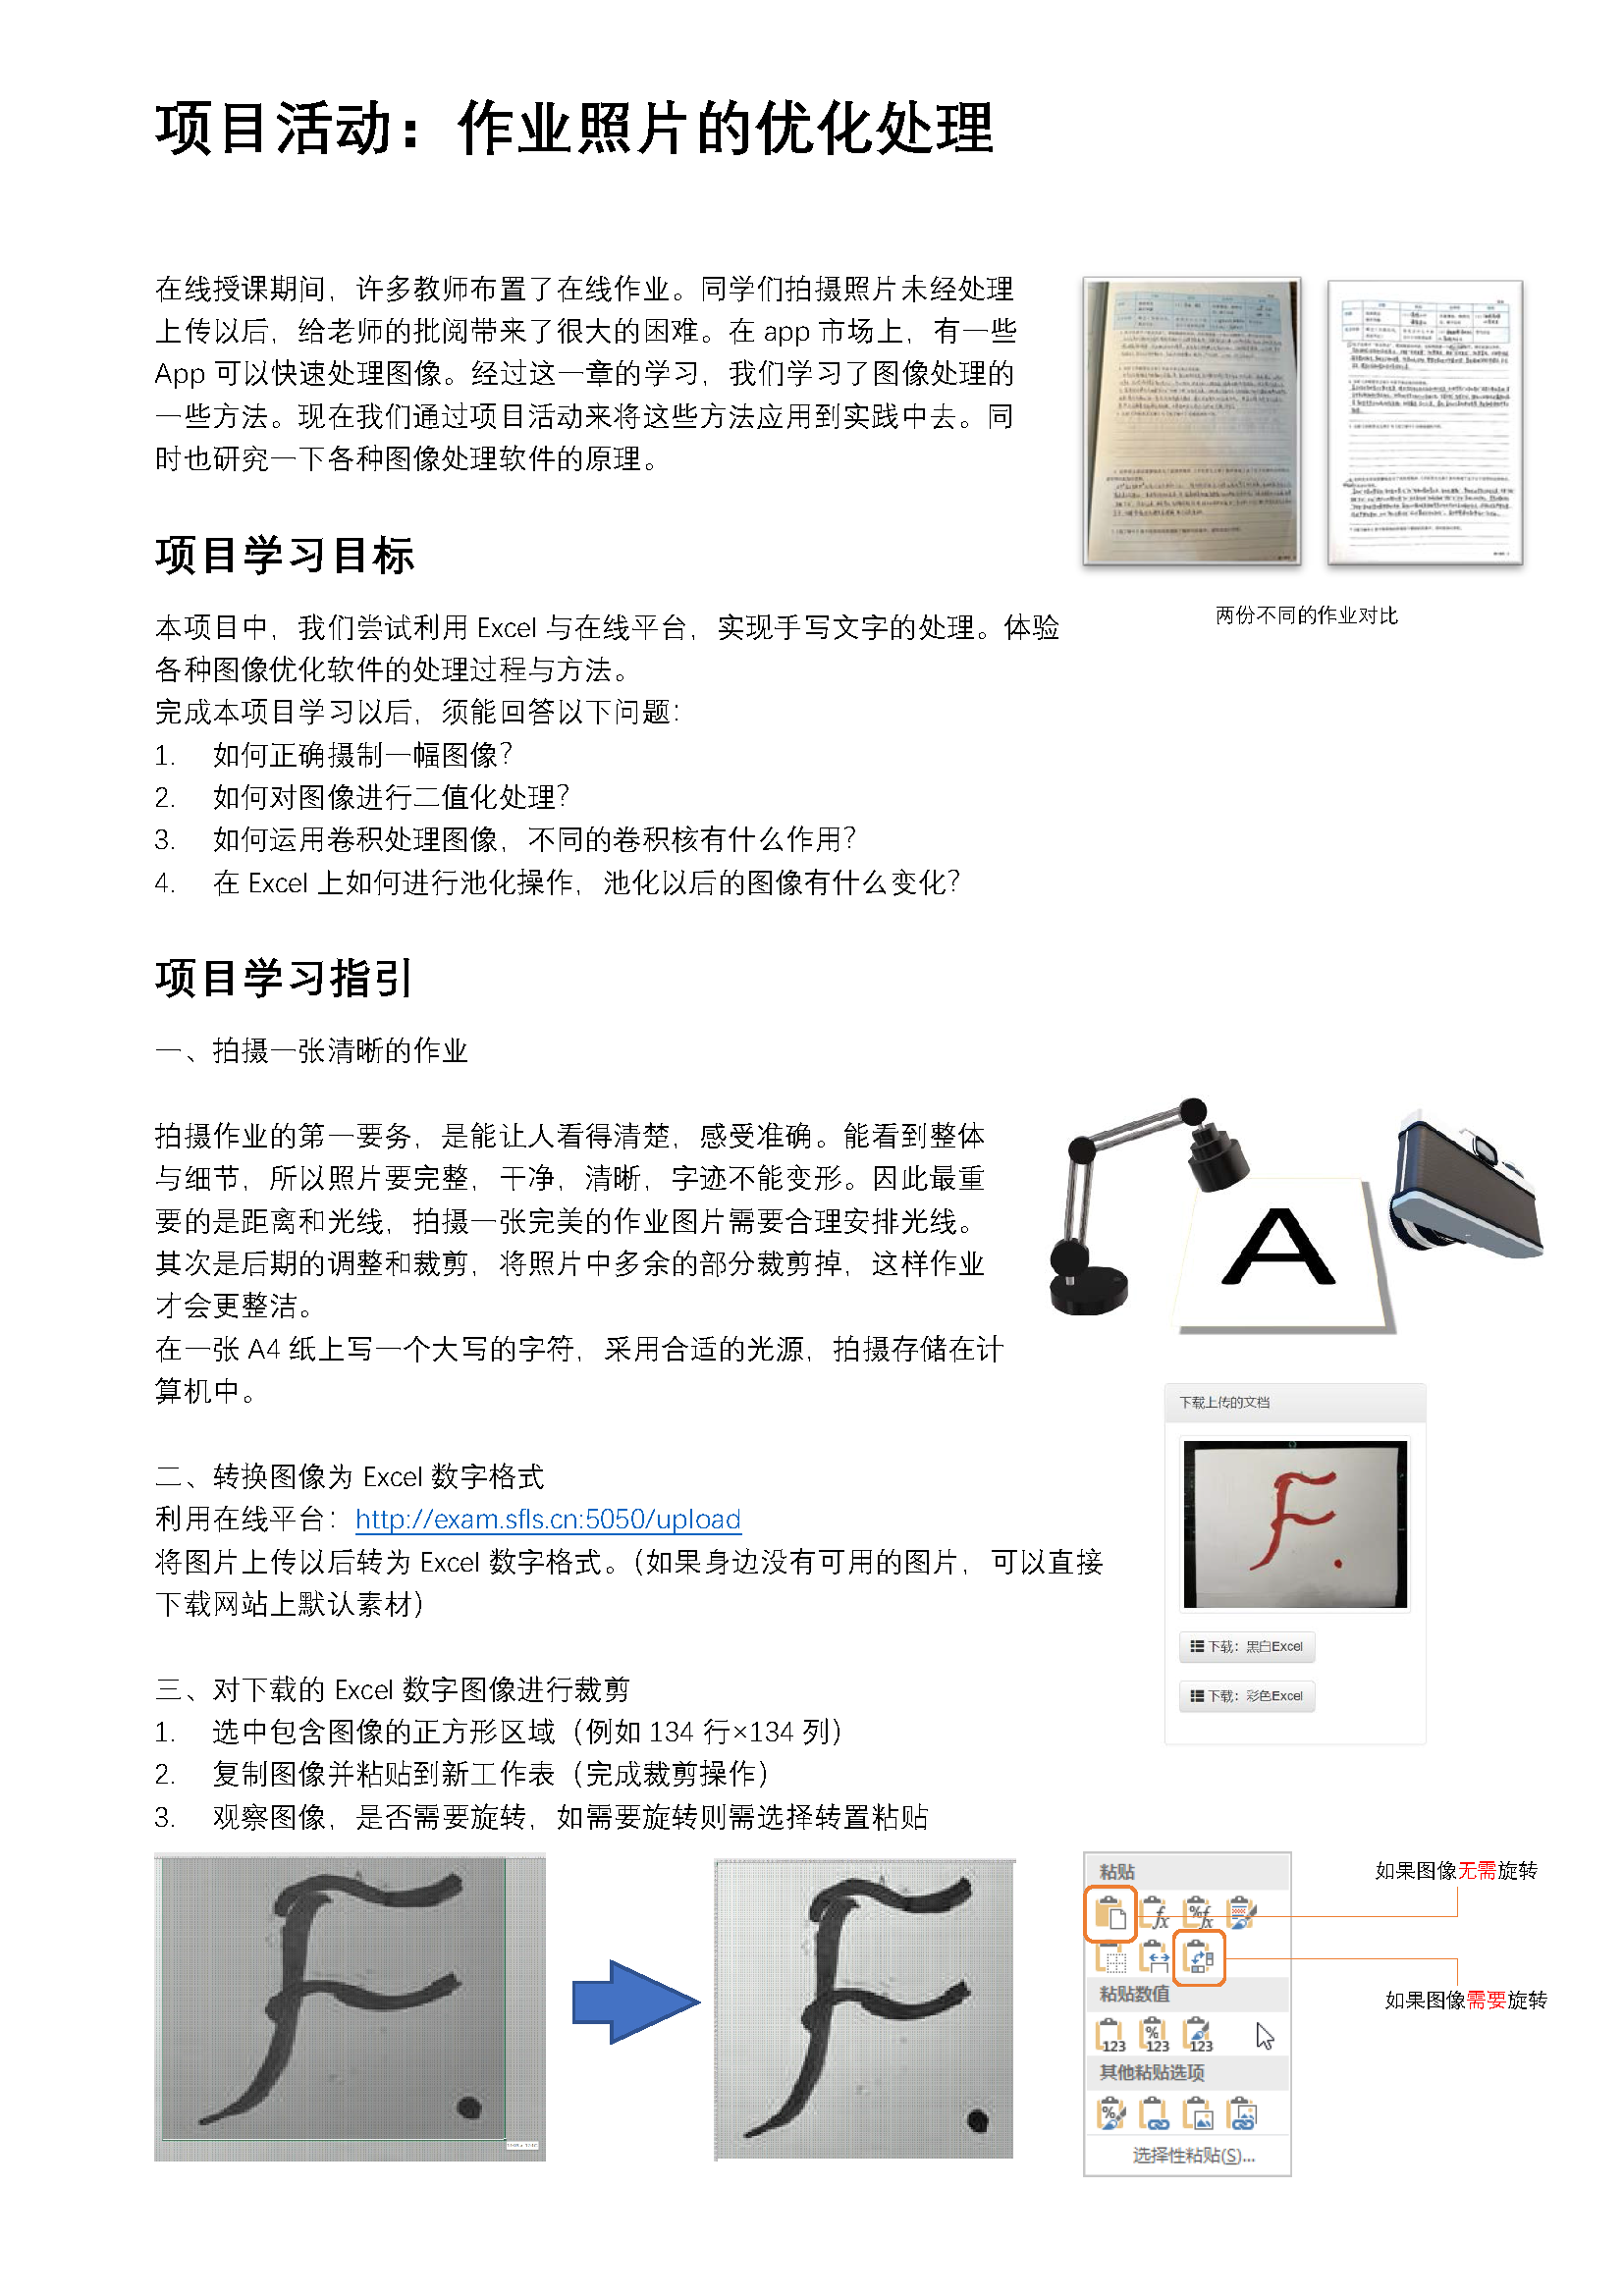 项目活动：作业照片的优化处理
在线授课期间，许多教师布置了在线作业。同学们拍摄照片未经处理
上传以后，给老师的批阅带来了很大的困难。在 app 市场上，有一些
App 可以快速处理图像。经过这一章的学习，我们学习了图像处理的
一些方法。现在我们通过项目活动来将这些方法应用到实践中去。同
时也研究一下各种图像处理软件的原理。
两份不同的作业对比
项目学习目标
本项目中，我们尝试利用 Excel 与在线平台，实现手写文字的处理。体验
各种图像优化软件的处理过程与方法。
完成本项目学习以后，须能回答以下问题：
1. 如何正确摄制一幅图像？
2. 如何对图像进行二值化处理？
3. 如何运用卷积处理图像，不同的卷积核有什么作用？
4. 在 Excel 上如何进行池化操作，池化以后的图像有什么变化？
项目学习指引
一、拍摄一张清晰的作业
拍摄作业的第一要务，是能让人看得清楚，感受准确。能看到整体
与细节，所以照片要完整，干净，清晰，字迹不能变形。因此最重
要的是距离和光线，拍摄一张完美的作业图片需要合理安排光线。
其次是后期的调整和裁剪，将照片中多余的部分裁剪掉，这样作业
才会更整洁。
在一张 A4 纸上写一个大写的字符，采用合适的光源，拍摄存储在计
算机中。
A
二、转换图像为 Excel 数字格式
利用在线平台：http://exam.sfls.cn:5050/upload
将图片上传以后转为 Excel 数字格式。（如果身边没有可用的图片，可以直接
下载网站上默认素材）
下载上传的文档
F.
下载：黑白Excel
下载：彩色Excel
三、对下载的 Excel 数字图像进行裁剪
1. 选中包含图像的正方形区域（例如 134 行×134 列）
2. 复制图像并粘贴到新工作表（完成裁剪操作）
3. 观察图像，是否需要旋转，如需要旋转则需选择转置粘贴
F.
F.
粘贴
fx
%fx
粘贴数值
123
%123
123
其他粘贴选项
%
选择性粘贴(S)...
如果图像无需旋转
如果图像需要旋转